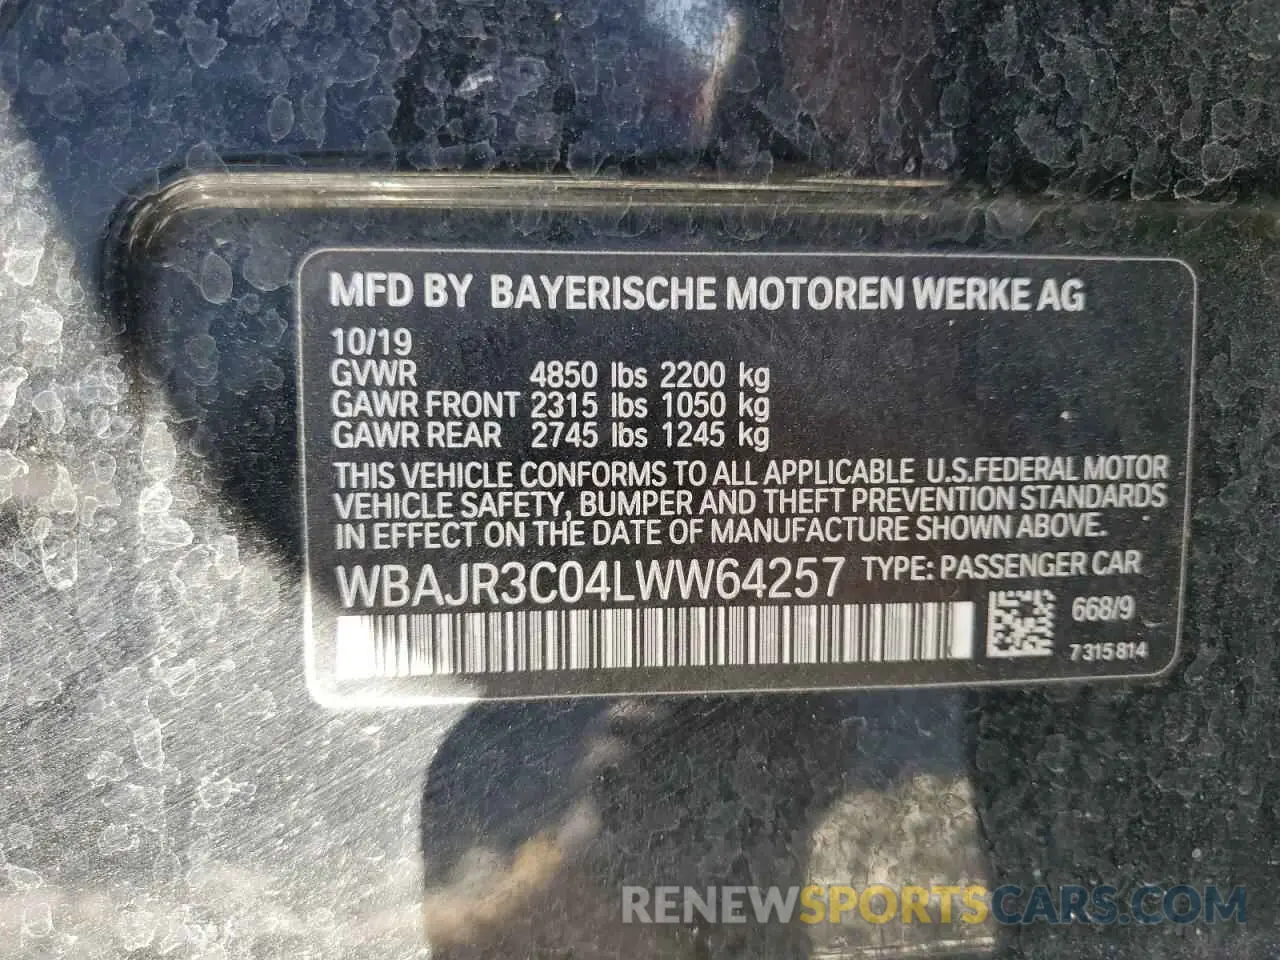 MFD BY BAYERISCHE MOTOREN WERKE AG
10/19
GVWR 4850 lbs 2200 kg
GAWR FRONT 2315 lbs 1050 kg
GAWR REAR 2745 lbs 1245 kg
THIS VEHICLE CONFORMS TO ALL APPLICABLE U.S.FEDERAL MOTOR
VEHICLE SAFETY, BUMPER AND THEFT PREVENTION STANDARDS
IN EFFECT ON THE DATE OF MANUFACTURE SHOWN ABOVE.
WBAJR3C04LWW64257 TYPE: PASSENGER CAR
668/9
7315814
RENEWSPORTSCARS.COM